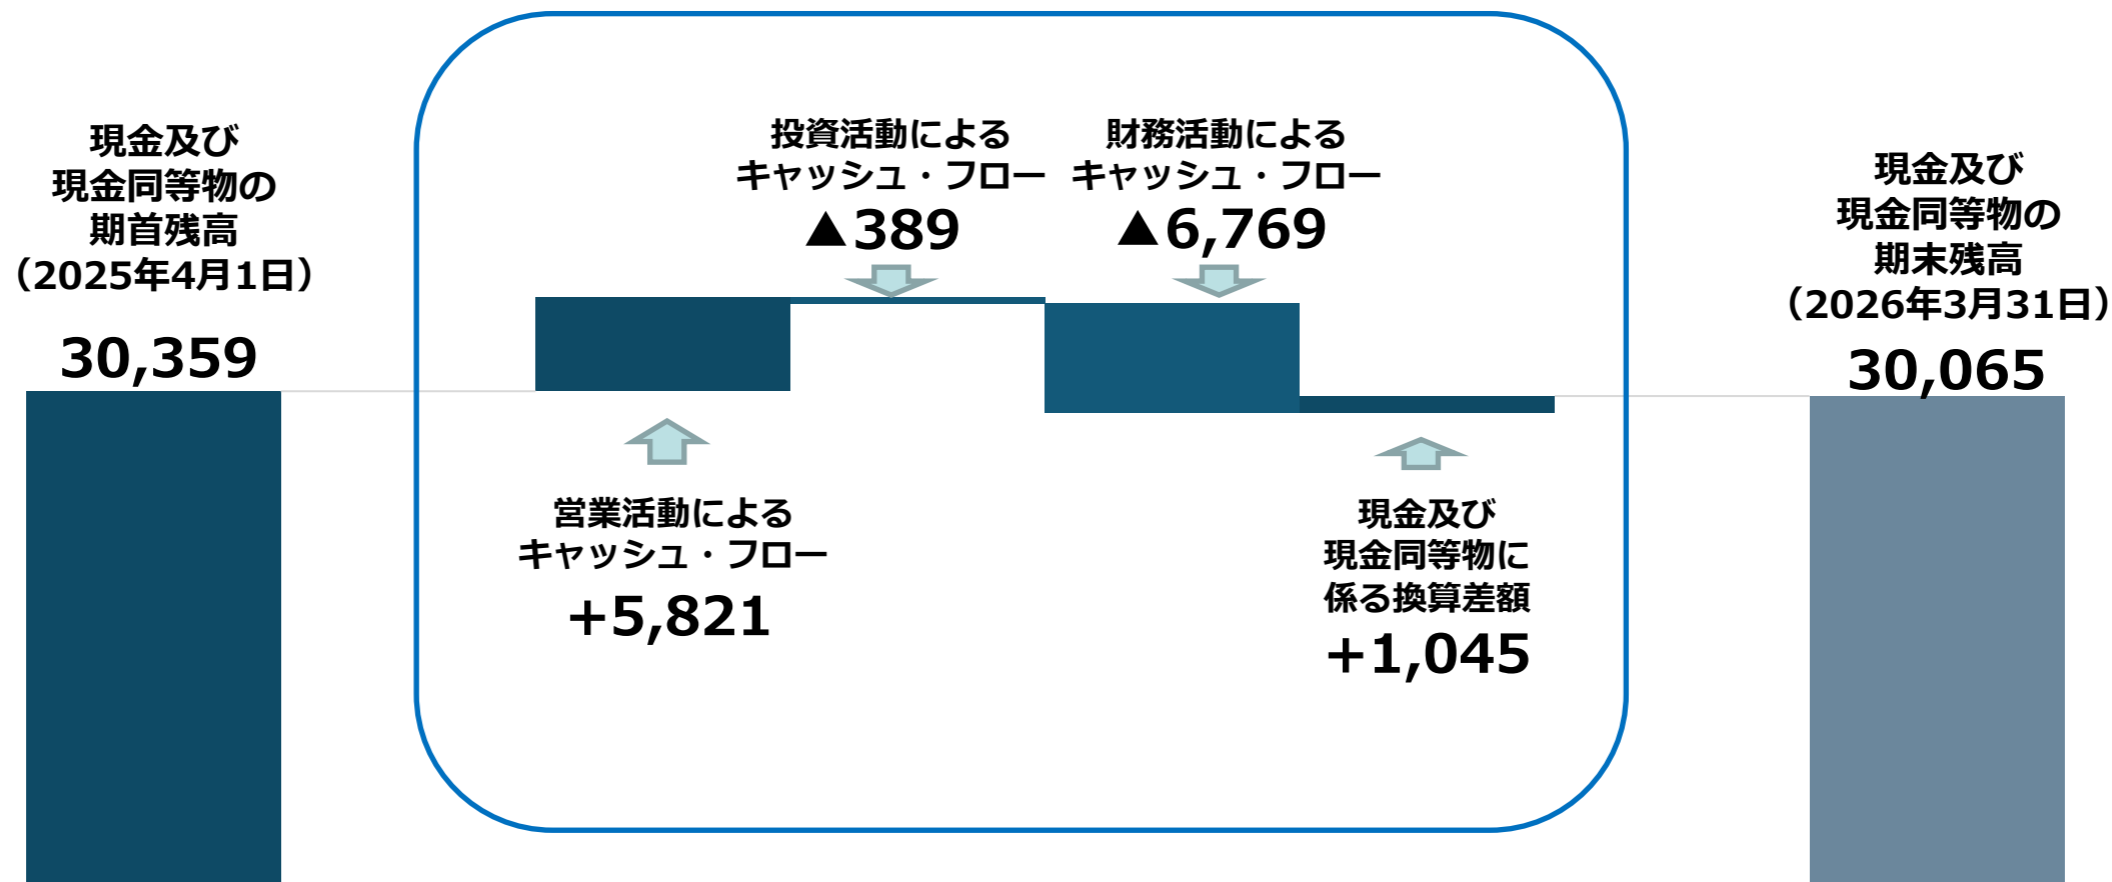 現金及び
現金同等物の
期首残高
（2025年4月1日）
30,359
営業活動による
キャッシュ・フロー
+5,821
投資活動による
キャッシュ・フロー
▲389
財務活動による
キャッシュ・フロー
▲6,769
現金及び
現金同等物に
係る換算差額
+1,045
現金及び
現金同等物の
期末残高
（2026年3月31日）
30,065